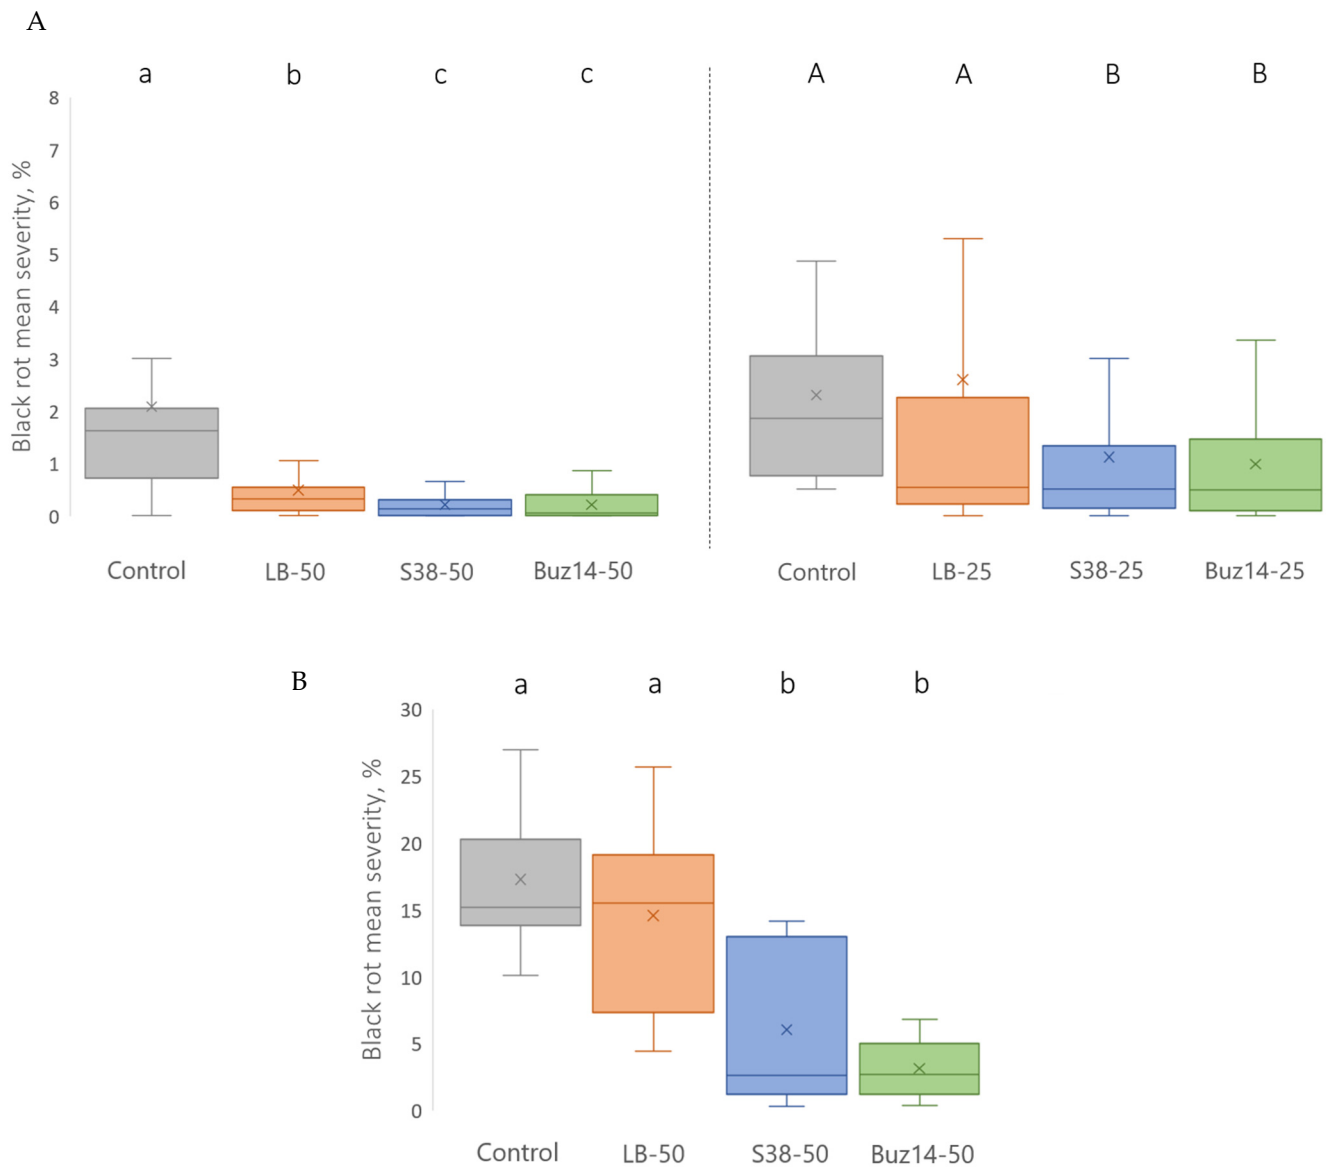 A
a b c c A A B B
8
7
6
5
4
3
2
1
0
Black rot mean severity, %
Control LB-50 S38-50 Buz14-50 Control LB-25 S38-25 Buz14-25
B
a a b b
30
25
20
15
10
5
0
Black rot mean severity, %
Control LB-50 S38-50 Buz14-50